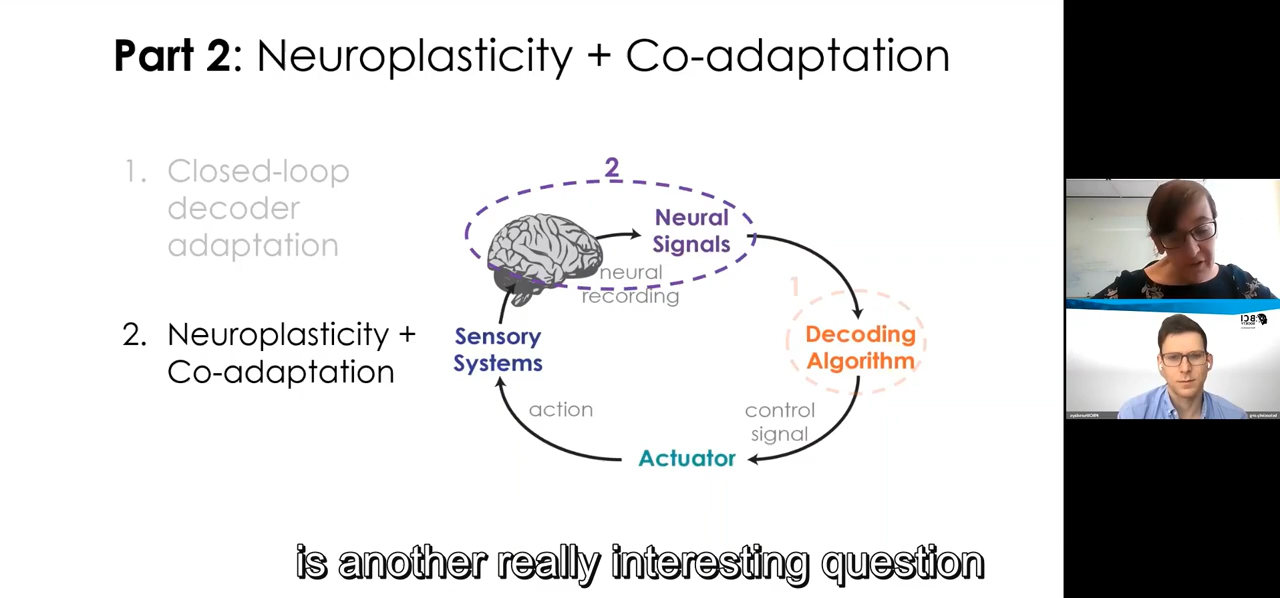 Part 2: Neuroplasticity + Co-adaptation
1. Closed-loop
decoder
adaptation
2. Neuroplasticity +
Co-adaptation
2
Neural
Signals
neural
recording
1
Decoding
Algorithm
control
signal
Actuator
action
Sensory
Systems
is another really interesting question